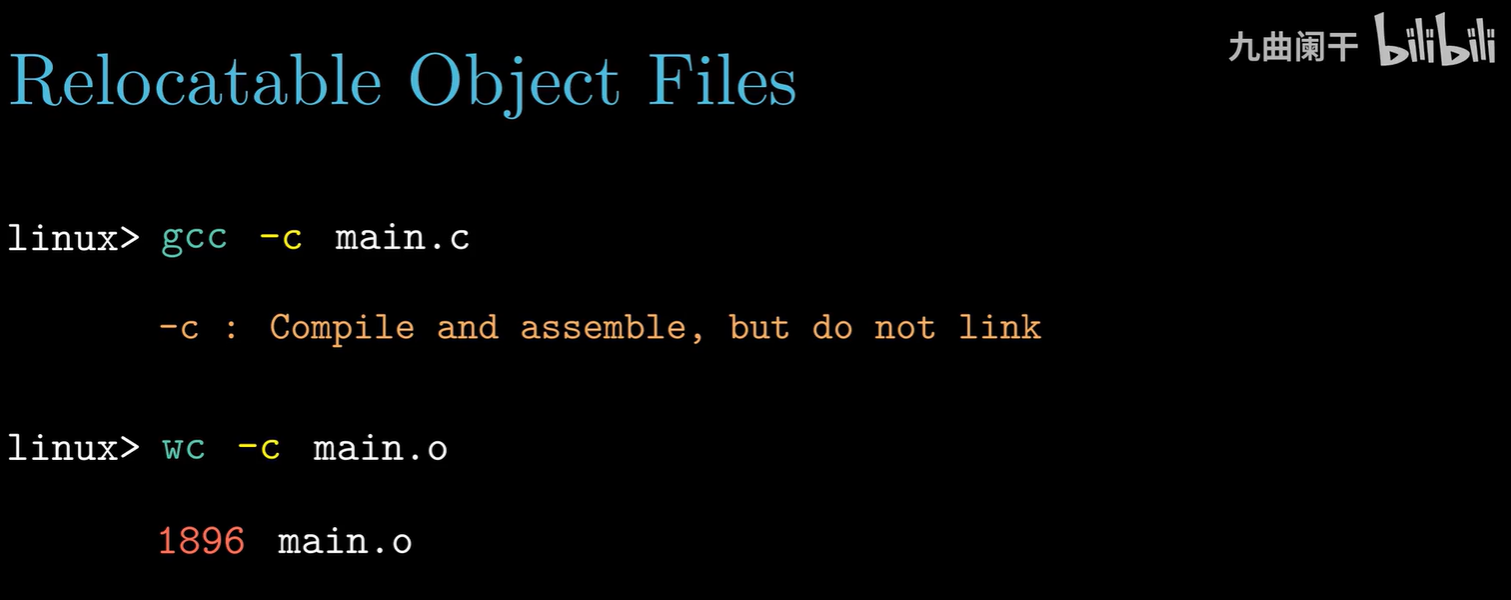 九曲阑干 bilibili
Relocatable Object Files
linux> gcc -c main.c
-c : Compile and assemble, but do not link
linux> wc -c main.o
1896 main.o